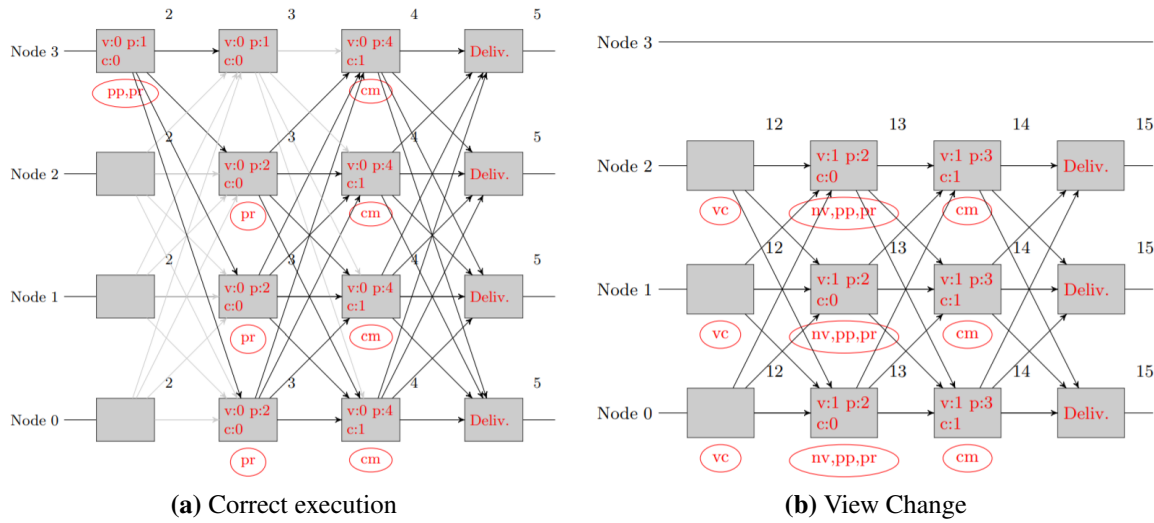 2 3 4 5
Node 3
v:0 p:1
c:0
v:0 p:1
c:0
v:0 p:4
c:1
Deliv.
pp,pr
cm
2 3 4 5
Node 2
v:0 p:2
c:0
v:0 p:4
c:1
Deliv.
pr
cm
2 3 4 5
Node 1
v:0 p:2
c:0
v:0 p:4
c:1
Deliv.
pr
cm
2 3 4 5
Node 0
v:0 p:2
c:0
v:0 p:4
c:1
Deliv.
pr
cm
(a) Correct execution
Node 3
12 13 14 15
Node 2
v:1 p:2
c:0
v:1 p:3
c:1
Deliv.
vc
nv,pp,pr
cm
12 13 14 15
Node 1
v:1 p:2
c:0
v:1 p:3
c:1
Deliv.
vc
nv,pp,pr
cm
12 13 14 15
Node 0
v:1 p:2
c:0
v:1 p:3
c:1
Deliv.
vc
nv,pp,pr
cm
(b) View Change